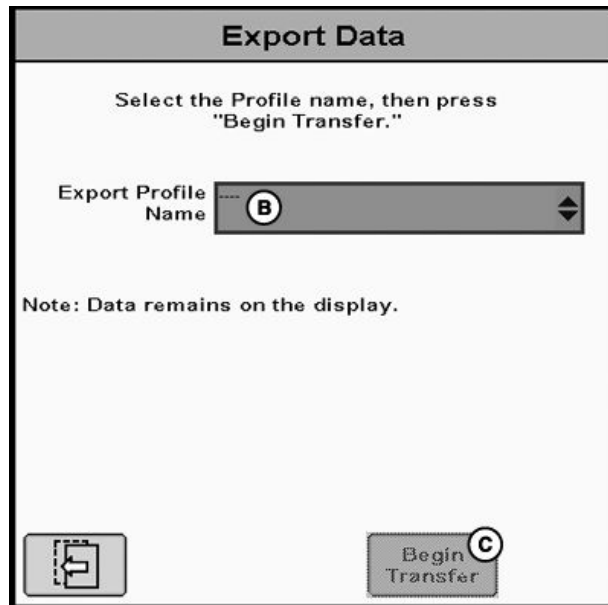 Export Data
Select the Profile name, then press
"Begin Transfer."
Export Profile
Name
----
B
Note: Data remains on the display.
Begin
Transfer
C